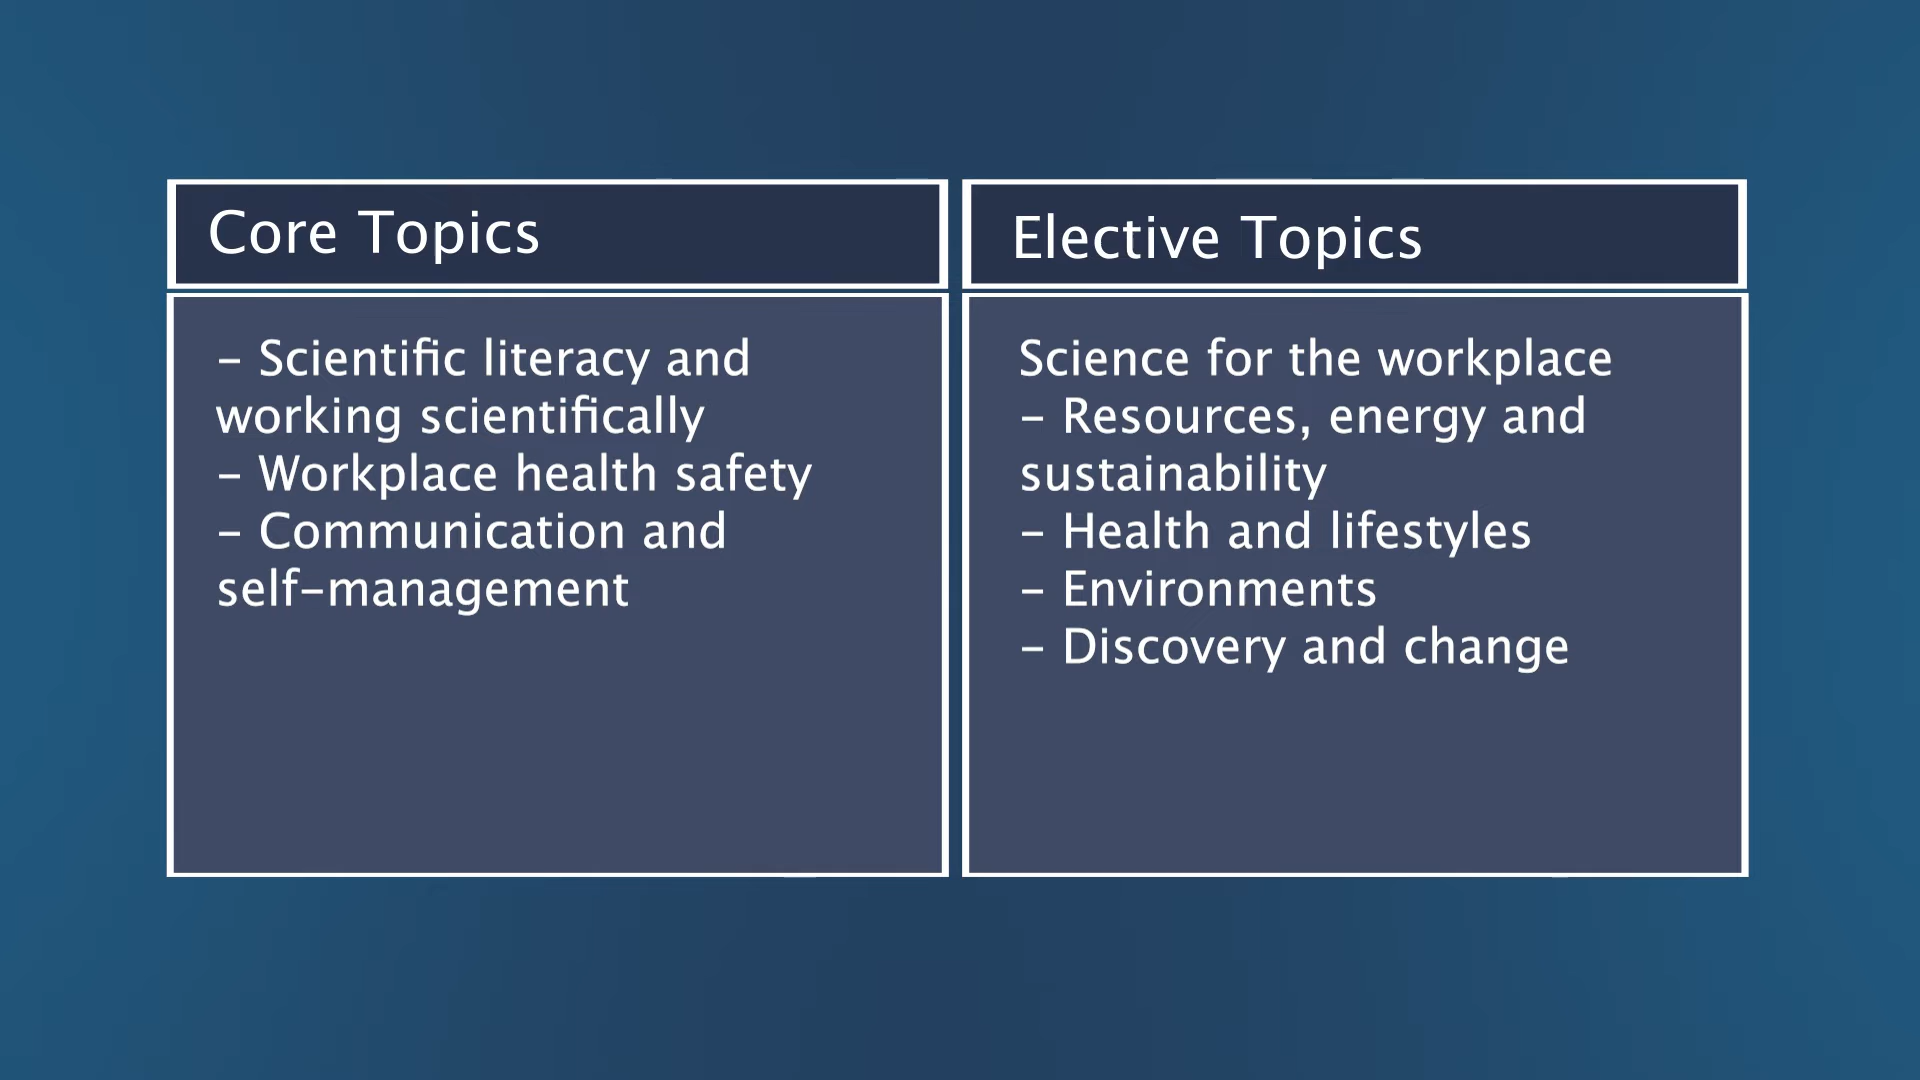 Core Topics
- Scientific literacy and
working scientifically
- Workplace health safety
- Communication and
self-management
Elective Topics
Science for the workplace
- Resources, energy and
sustainability
- Health and lifestyles
- Environments
- Discovery and change